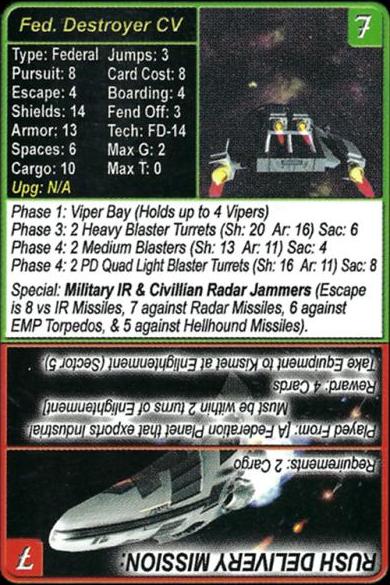 Fed. Destroyer CV
7
Type: Federal Jumps: 3
Pursuit: 8 Card Cost: 8
Escape: 4 Boarding: 4
Shields: 14 Fend Off: 3
Armor: 13 Tech: FD-14
Spaces: 6 Max G: 2
Cargo: 10 Max T: 0
Upg: N/A
Phase 1: Viper Bay (Holds up to 4 Vipers)
Phase 3: 2 Heavy Blaster Turrets (Sh: 20 Ar: 16) Sac: 6
Phase 4: 2 Medium Blasters (Sh: 13 Ar: 11) Sac: 4
Phase 4: 2 PD Quad Light Blaster Turrets (Sh: 16 Ar: 11) Sac: 8
Special: Military IR & Civillian Radar Jammers (Escape
is 8 vs IR Missiles, 7 against Radar Missiles, 6 against
EMP Torpedos, & 5 against Hellhound Missiles).
RUSH DELIVERY MISSION:
7
Requirements: 2 Cargo
Played From: [A Federation Planet that exports Industrial
Must be within 2 turns of Enlightenment]
Reward: 4 Cards
Take Equipment to Kismet at Enlightenment (Sector 5)